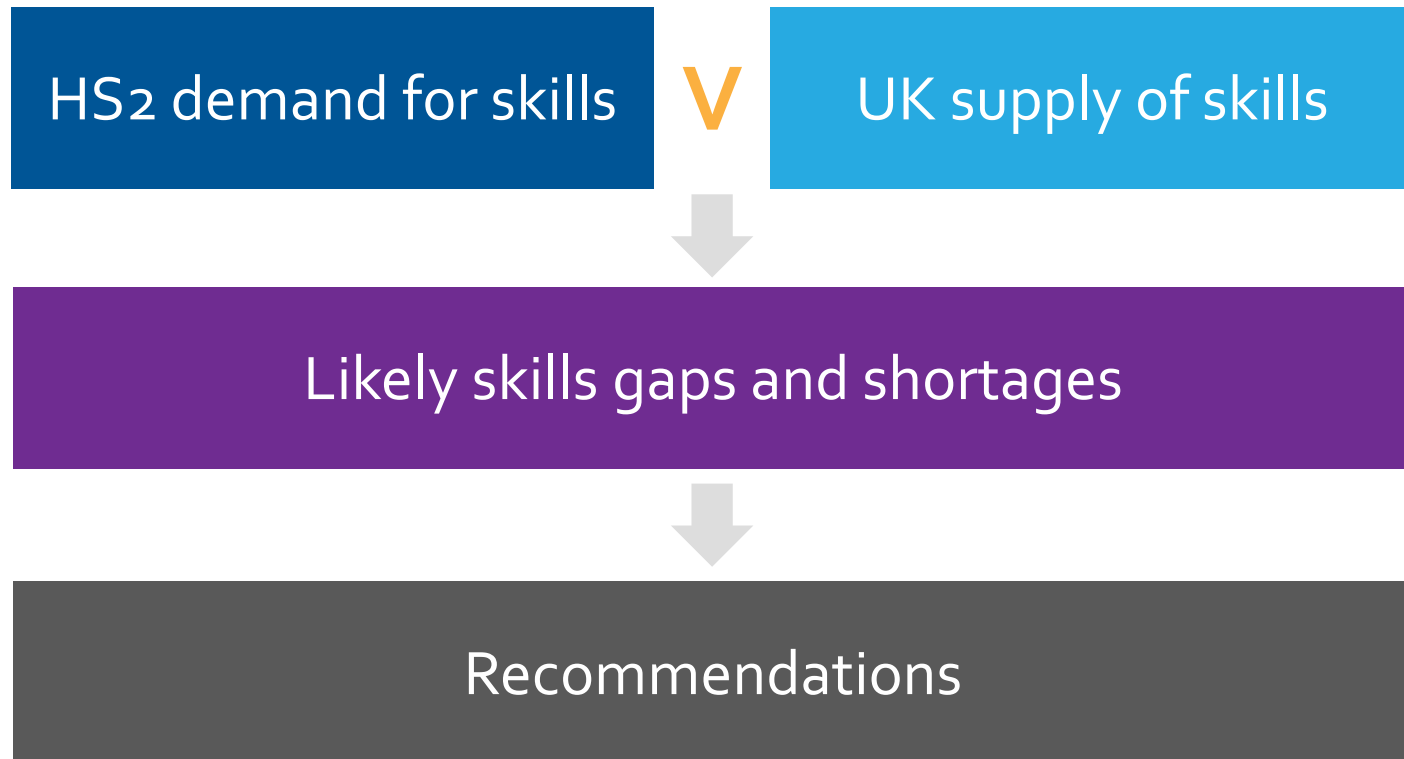 HS2 demand for skills
V
UK supply of skills
Likely skills gaps and shortages
Recommendations